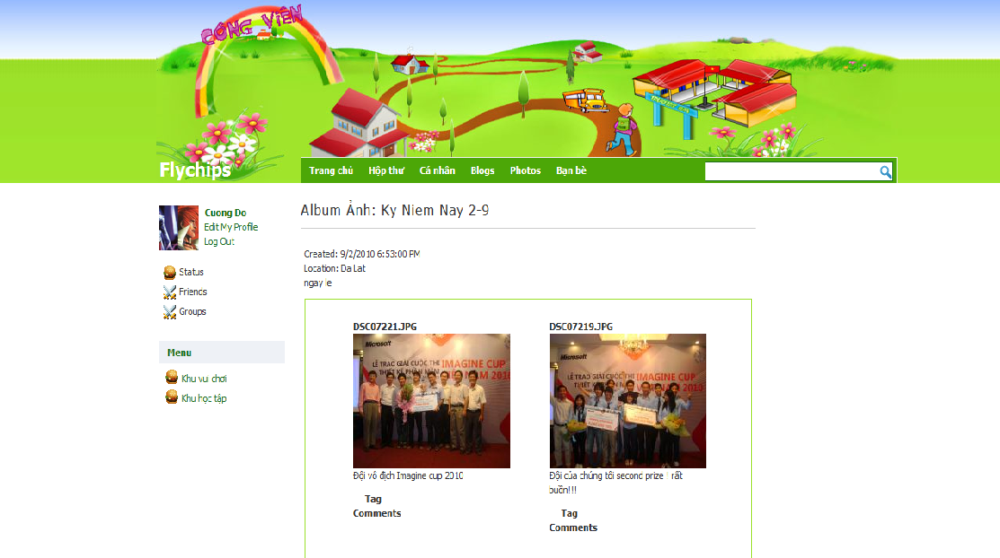 CÔNG VIÊN
Flychips
Trang chủ Hộp thư Cá nhân Blogs Photos Bạn bè
Cuong Do
Edit My Profile
Log Out
Status
Friends
Groups
Menu
Khu vui chơi
Khu học tập
Album Ảnh: Ky Niem Nay 2-9
Created: 9/2/2010 6:53:00 PM
Location: Da Lat
ngay le
DSC07221.JPG
Microsoft
LỄ TRAO GIẢI CUỘC THI IMAGINE CUP
THIẾT KẾ PHẦN MỀM NAM 2010
Đội vô địch Imagine cup 2010
Tag
Comments
DSC07219.JPG
Microsoft
LỄ TRAO GIẢI CUỘC THI IMAGINE CUP
THIẾT KẾ NAM 2010
Đội của chúng tôi second prize ! rất
buồn!!!
Tag
Comments